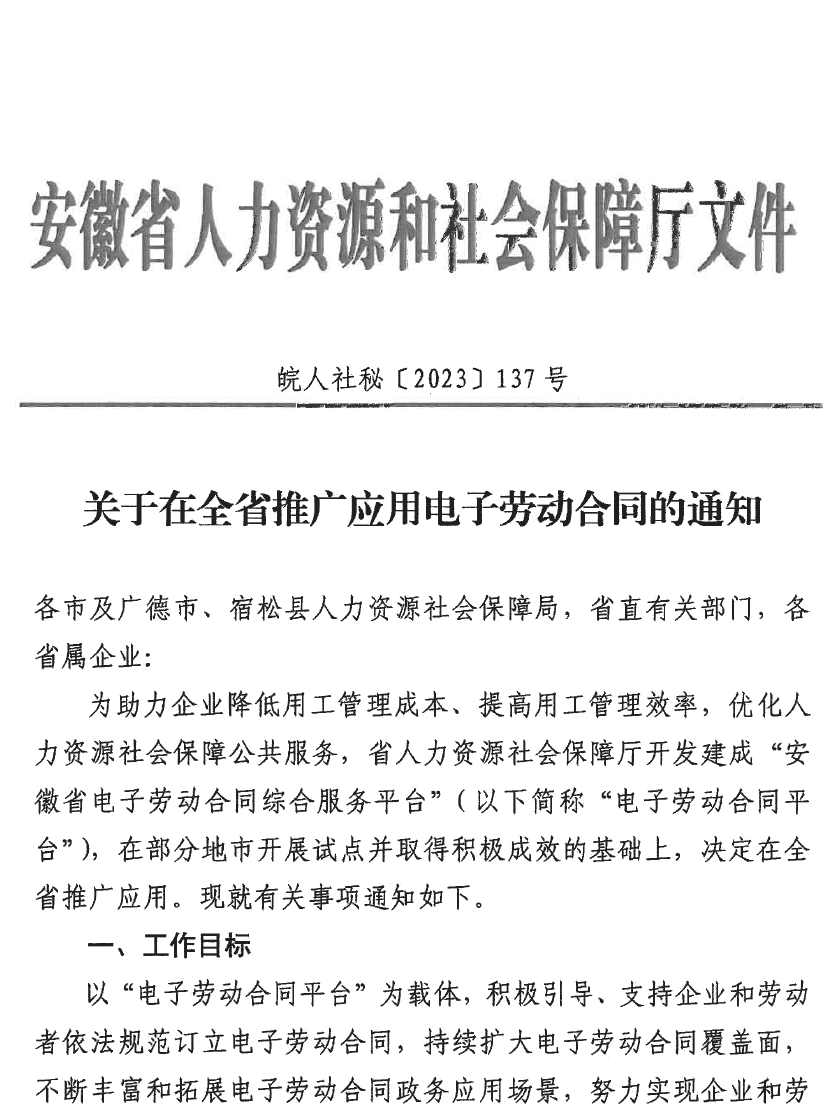 安徽省人力资源和社会保障厅文件
皖人社秘〔2023〕137号
关于在全省推广应用电子劳动合同的通知
各市及广德市、宿松县人力资源社会保障局，省直有关部门，各
省属企业：
为助力企业降低用工管理成本、提高用工管理效率，优化人
力资源社会保障公共服务，省人力资源社会保障厅开发建成“安
徽省电子劳动合同综合服务平台”（以下简称“电子劳动合同平
台”），在部分地市开展试点并取得积极成效的基础上，决定在全
省推广应用。现就有关事项通知如下。
一、工作目标
以“电子劳动合同平台”为载体，积极引导、支持企业和劳动
者依法规范订立电子劳动合同，持续扩大电子劳动合同覆盖面，
不断丰富和拓展电子劳动合同政务应用场景，努力实现企业和劳